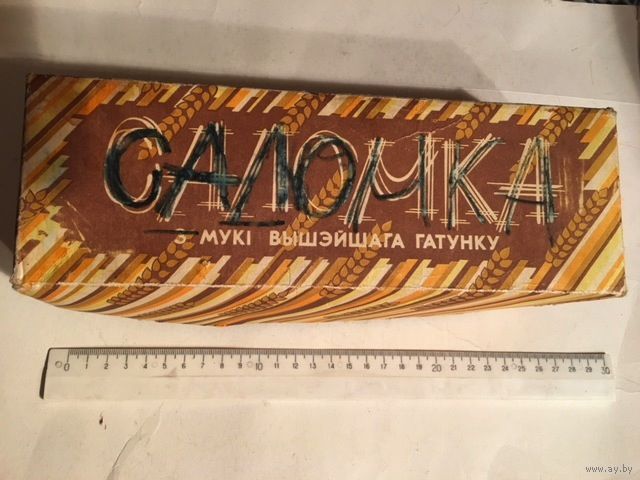 САЛОМКА
З МУКІ ВЫШЭЙШАГА ГАТУНКУ
0 1 2 3 4 5 6 7 8 9 10 11 12 13 14 15 16 17 18 19 20 21 22 23 24 25 26 27 28 29 30
www.ay.by